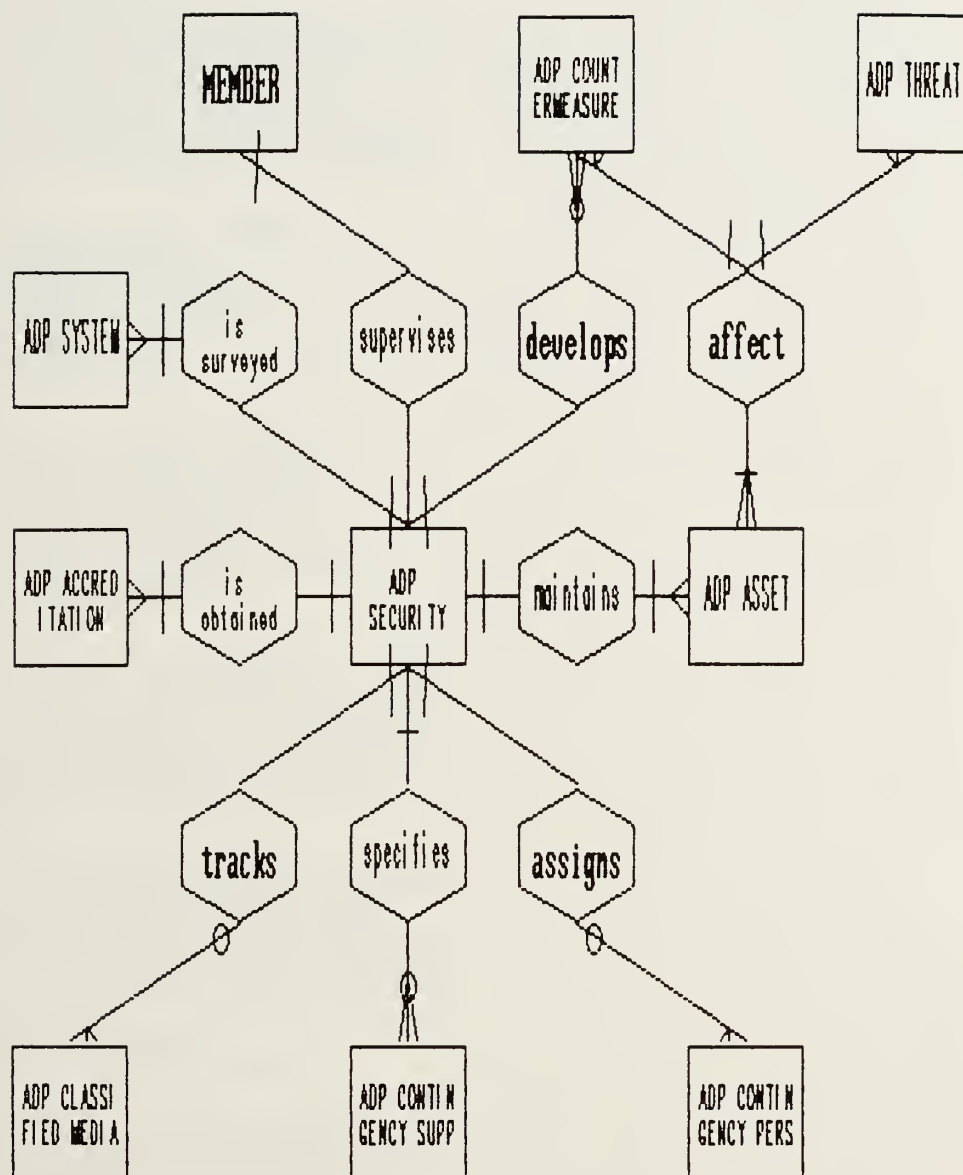 MEMBER
ADP COUNT
ERMEASURE
ADP THREAT
ADP SYSTEM
is
surveyed
supervises
develops
affect
ADP ACCRED
ITATION
is
obtained
ADP
SECURITY
maintains
ADP ASSET
tracks
specifies
assigns
ADP CLASSI
FIED MEDIA
ADP CONTIN
GENCY SUPP
ADP CONTIN
GENCY PERS